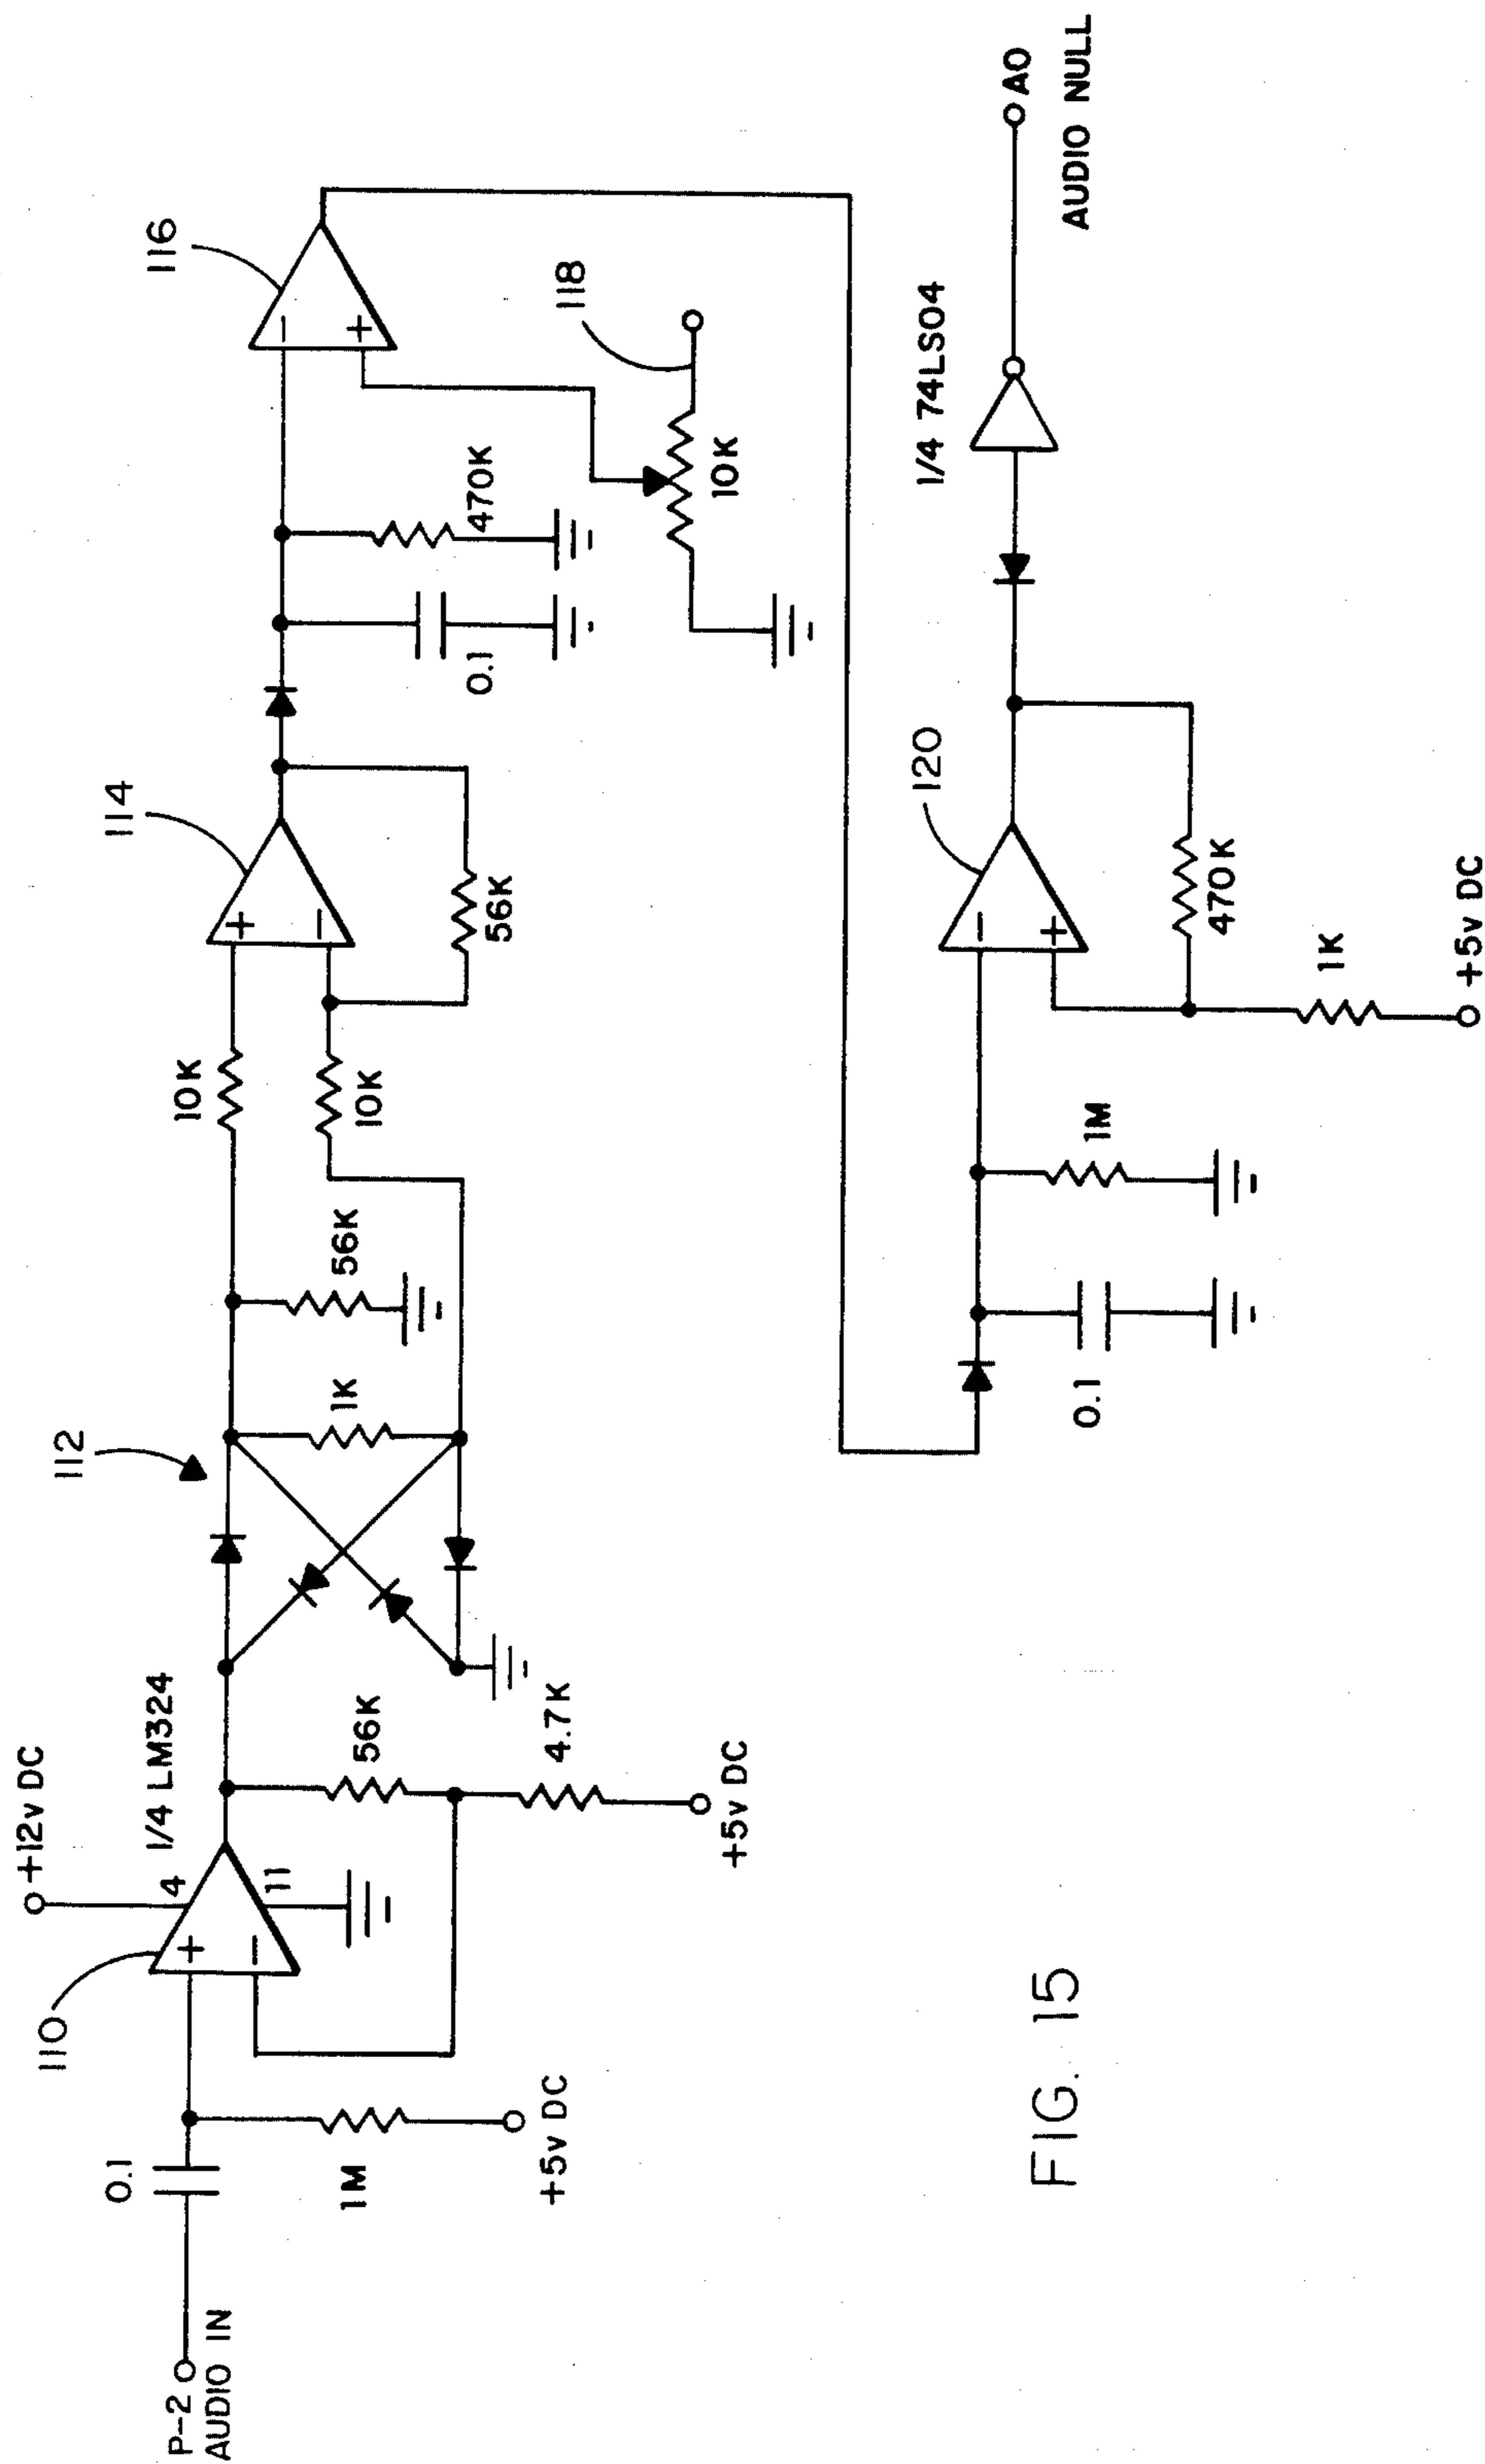 P-2
AUDIO IN
0.1
1M
+5v DC
110
+
−
4
11
+12v DC
1/4 LM324
56K
4.7K
+5v DC
112
1K
56K
10K
10K
114
+
−
56K
0.1
470K
116
−
+
118
10K
0.1
1M
120
−
+
470K
1K
+5v DC
1/4 74LS04
AO
AUDIO NULL
FIG. 15